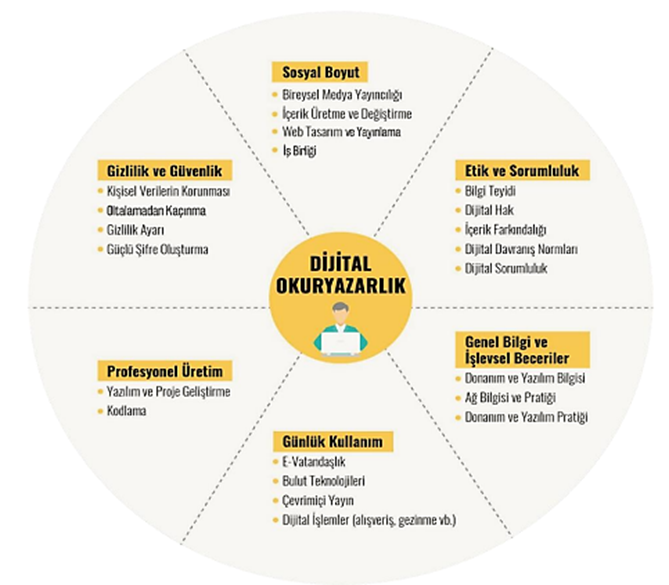 Sosyal Boyut
Bireysel Medya Yayıncılığı
İçerik Üretme ve Değiştirme
Web Tasarım ve Yayınlama
İş Birliği
Etik ve Sorumluluk
Bilgi Teyidi
Dijital Hak
İçerik Farkındalığı
Dijital Davranış Normları
Dijital Sorumluluk
Genel Bilgi ve
İşlevsel Beceriler
Donanım ve Yazılım Bilgisi
Ağ Bilgisi ve Pratiği
Donanım ve Yazılım Pratiği
Günlük Kullanım
E-Vatandaşlık
Bulut Teknolojileri
Çevrimiçi Yayın
Dijital İşlemler (alışveriş, gezinme vb.)
Profesyonel Üretim
Yazılım ve Proje Geliştirme
Kodlama
Gizlilik ve Güvenlik
Kişisel Verilerin Korunması
Oltalamadan Kaçınma
Gizlilik Ayarı
Güçlü Şifre Oluşturma
DİJİTAL
OKURYAZARLIK